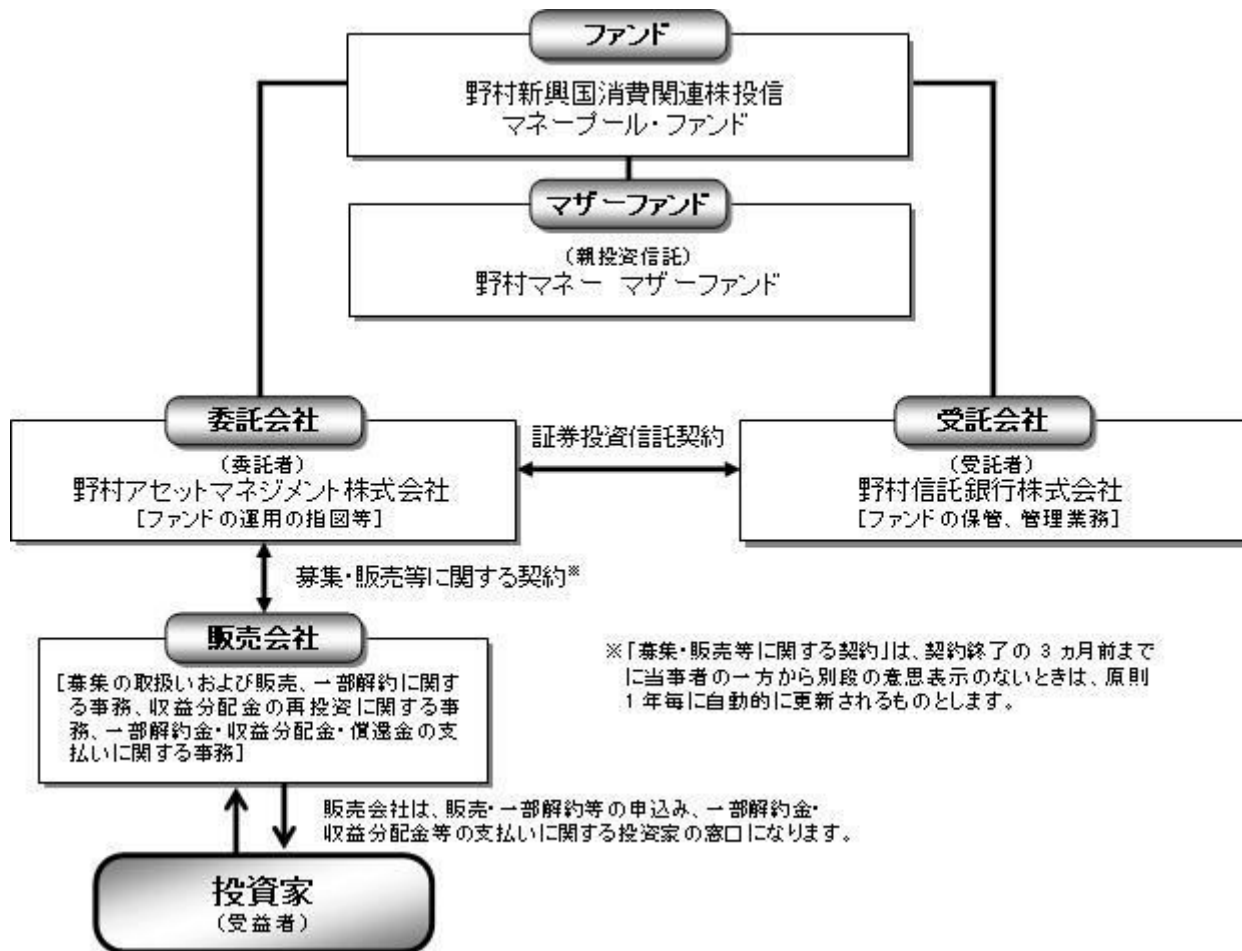 ファンド
野村新興国消費関連株投信
マネープール・ファンド
マザーファンド
(親投資信託)
野村マネー マザーファンド
委託会社
(委託者)
野村アセットマネジメント株式会社
[ファンドの運用の指図等]
証券投資信託契約
受託会社
(受託者)
野村信託銀行株式会社
[ファンドの保管、管理業務]
募集・販売等に関する契約※
販売会社
[募集の取扱いおよび販売、一部解約に関す
る事務、収益分配金の再投資に関する事
務、一部解約金・収益分配金・償還金の支
払いに関する事務]
※「募集・販売等に関する契約」は、契約終了の 3 ヵ月前まで
に当事者の一方から別段の意思表示のないときは、原則
1 年毎に自動的に更新されるものとします。
販売会社は、販売・一部解約等の申込み、一部解約金・
収益分配金等の支払いに関する投資家の窓口になります。
投資家
(受益者)